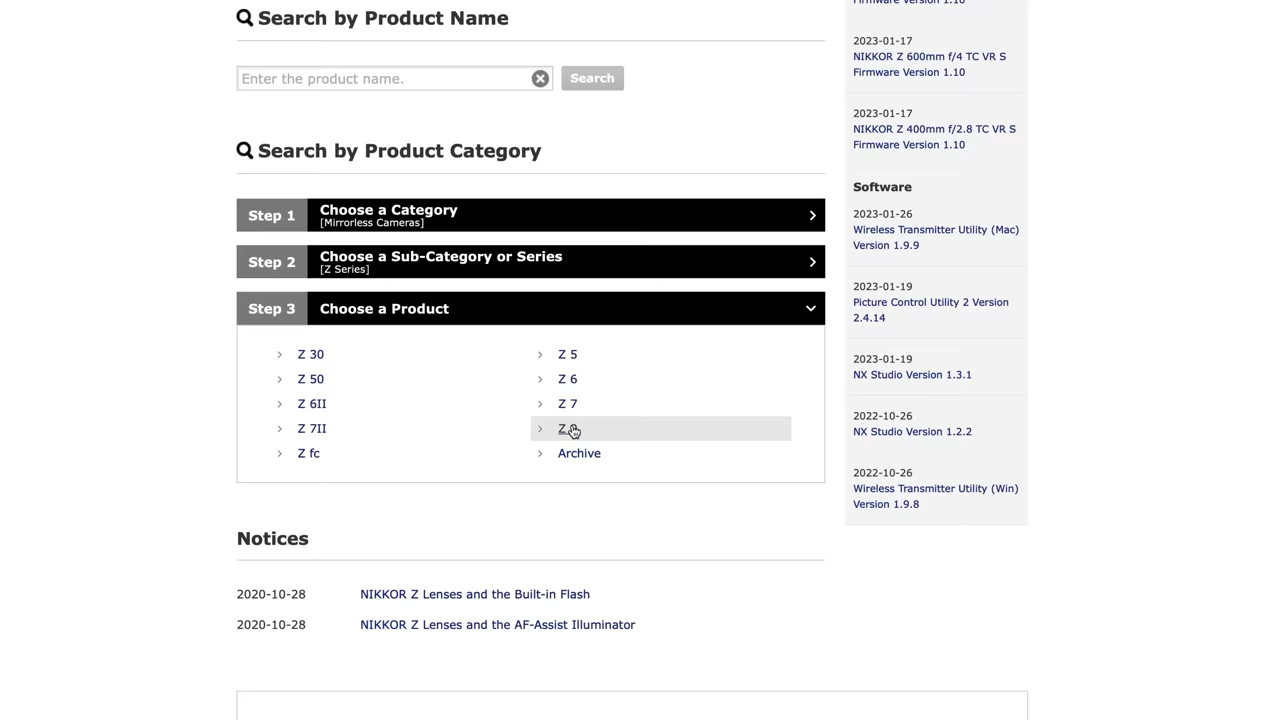 Search by Product Name
Enter the product name.
Search
Search by Product Category
Step 1
Choose a Category
[Mirrorless Cameras]
Step 2
Choose a Sub-Category or Series
[Z Series]
Step 3
Choose a Product
Z 30
Z 5
Z 50
Z 6
Z 6II
Z 7
Z 7II
Z
Z fc
Archive
Notices
2020-10-28
NIKKOR Z Lenses and the Built-in Flash
2020-10-28
NIKKOR Z Lenses and the AF-Assist Illuminator
Firmware Version 1.10
2023-01-17
NIKKOR Z 600mm f/4 TC VR S
Firmware Version 1.10
2023-01-17
NIKKOR Z 400mm f/2.8 TC VR S
Firmware Version 1.10
Software
2023-01-26
Wireless Transmitter Utility (Mac)
Version 1.9.9
2023-01-19
Picture Control Utility 2 Version
2.4.14
2023-01-19
NX Studio Version 1.3.1
2022-10-26
NX Studio Version 1.2.2
2022-10-26
Wireless Transmitter Utility (Win)
Version 1.9.8